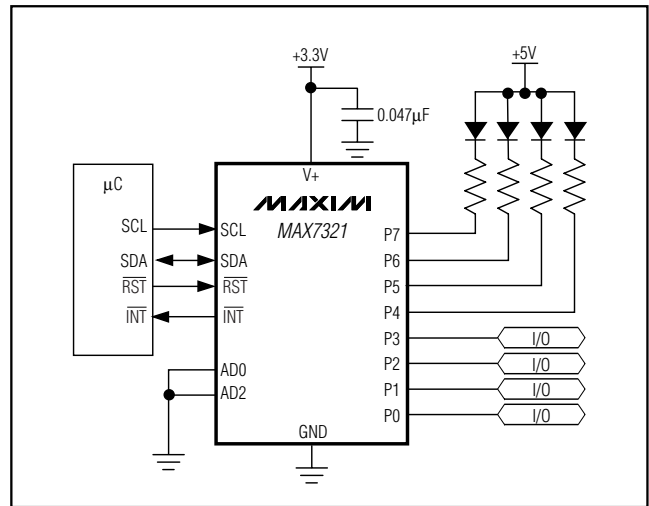 +3.3V
+5V
0.047μF
μC
V+
MAXIM
MAX7321
SCL
SCL
P7
SDA
SDA
P6
RST
RST
P5
INT
INT
P4
P3
I/O
P2
I/O
AD0
P1
I/O
AD2
P0
I/O
GND